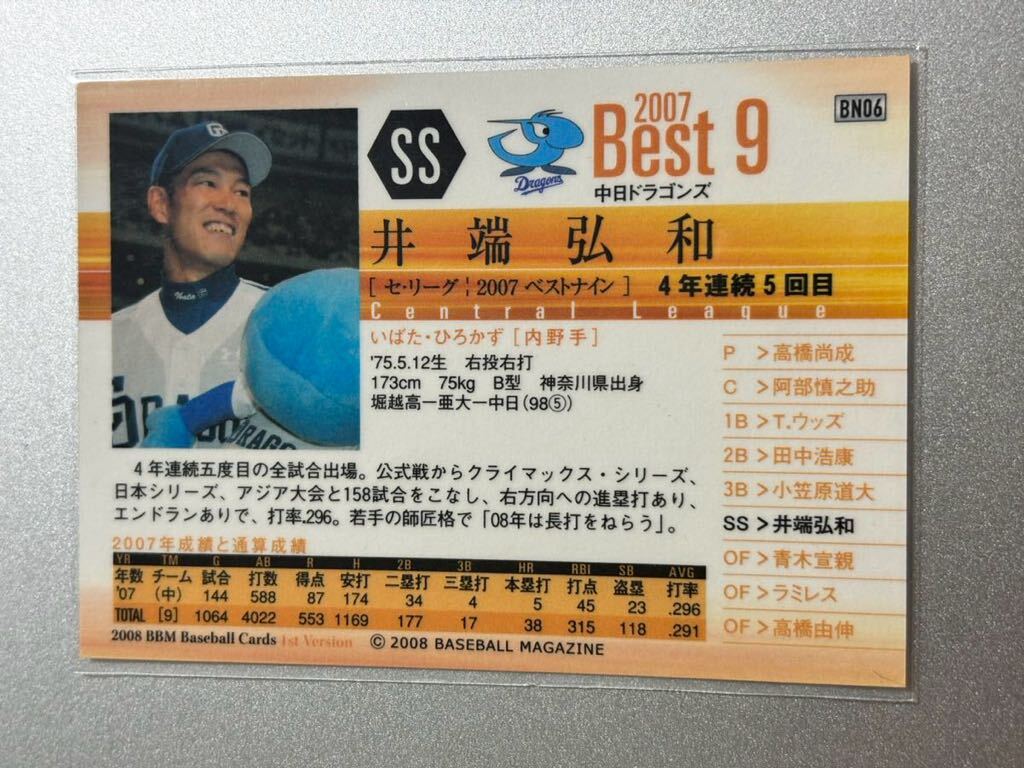 SS
Dragons
2007
Best 9
BN06
中日ドラゴンズ
井端弘和
[ セ・リーグ ¦ 2007 ベストナイン ] 4年連続5回目
Central League
いばた・ひろかず [内野手]
'75.5.12生 右投右打
173cm 75kg B型 神奈川県出身
堀越高ー亜大ー中日(98⑤)
P >高橋尚成
C >阿部慎之助
1B >T.ウッズ
2B >田中浩康
3B >小笠原道大
SS >井端弘和
OF >青木宣親
OF >ラミレス
OF >高橋由伸
4年連続五度目の全試合出場。公式戦からクライマックス・シリーズ、
日本シリーズ、アジア大会と158試合をこなし、右方向への進塁打あり、
エンドランありで、打率.296。若手の師匠格で「08年は長打をねらう」。
2007年成績と通算成績
YR TM G AB R H 2B 3B HR RBI SB AVG
年数 チーム 試合 打数 得点 安打 二塁打 三塁打 本塁打 打点 盗塁 打率
'07 (中) 144 588 87 174 34 4 5 45 23 .296
TOTAL [9] 1064 4022 553 1169 177 17 38 315 118 .291
2008 BBM Baseball Cards 1st Version © 2008 BASEBALL MAGAZINE